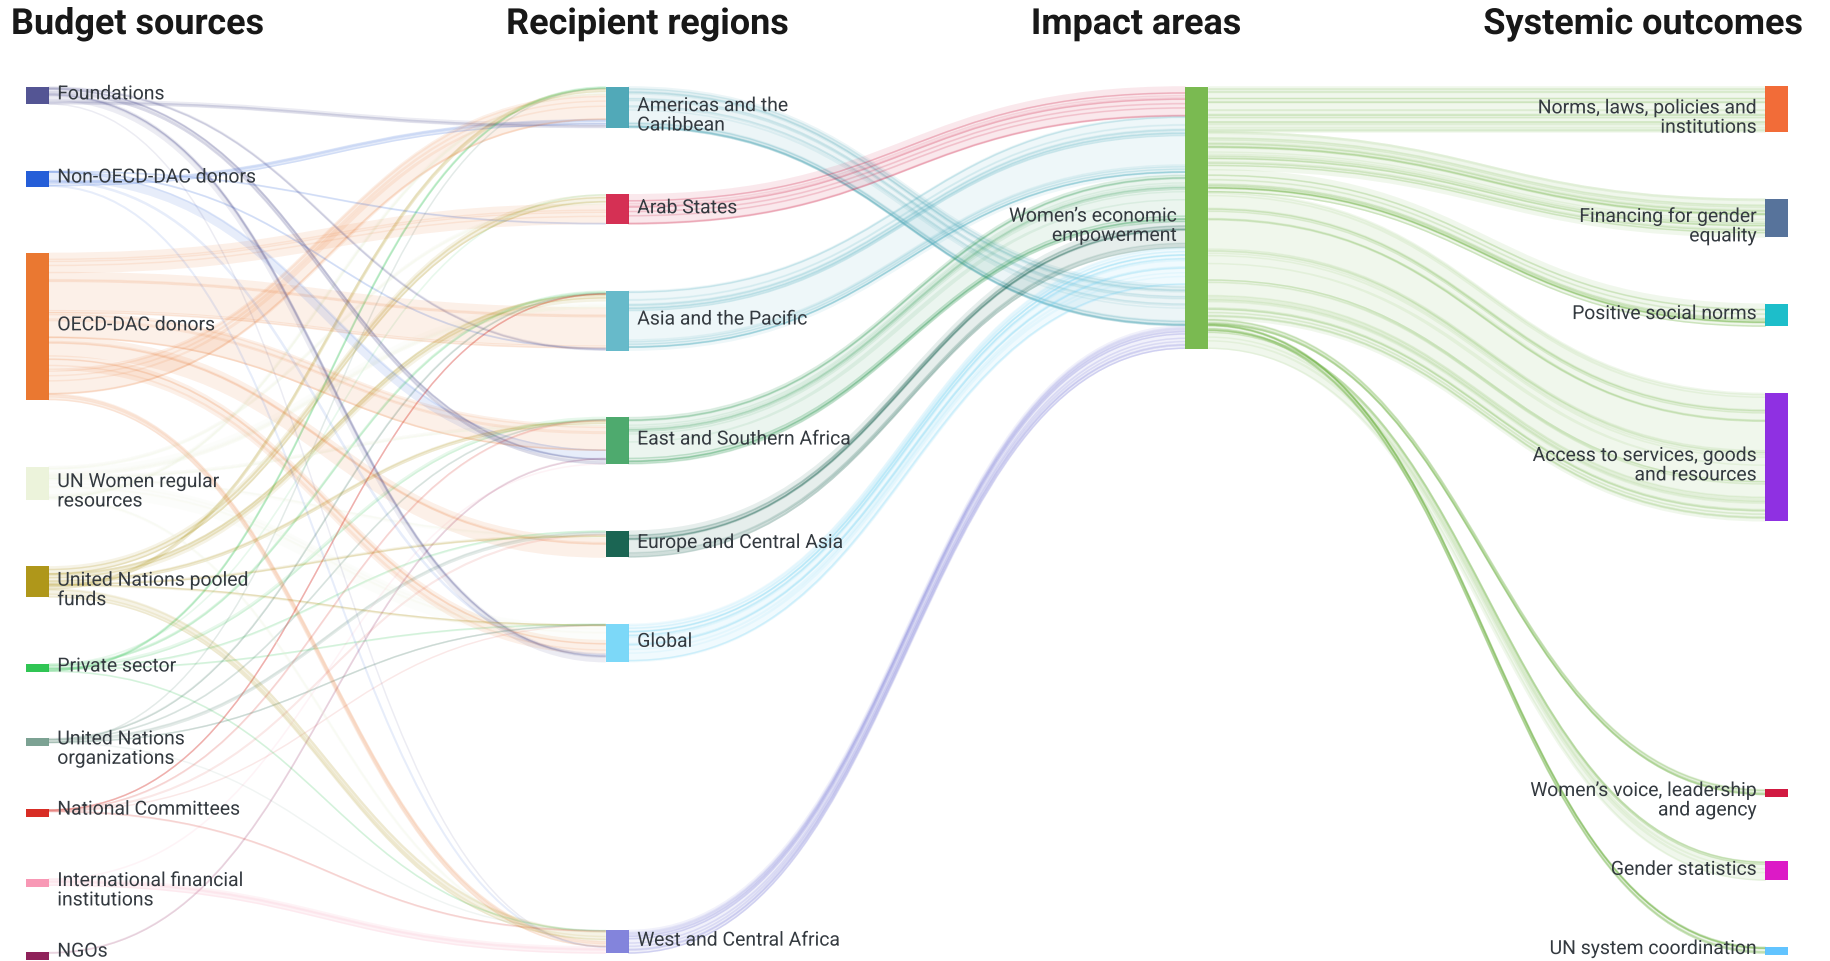 Budget sources
Recipient regions
Impact areas
Systemic outcomes
Foundations
Non-OECD-DAC donors
OECD-DAC donors
UN Women regular
resources
United Nations pooled
funds
Private sector
United Nations
organizations
National Committees
International financial
institutions
NGOs
Americas and the
Caribbean
Arab States
Asia and the Pacific
East and Southern Africa
Europe and Central Asia
Global
West and Central Africa
Women’s economic
empowerment
Norms, laws, policies and
institutions
Financing for gender
equality
Positive social norms
Access to services, goods
and resources
Women’s voice, leadership
and agency
Gender statistics
UN system coordination